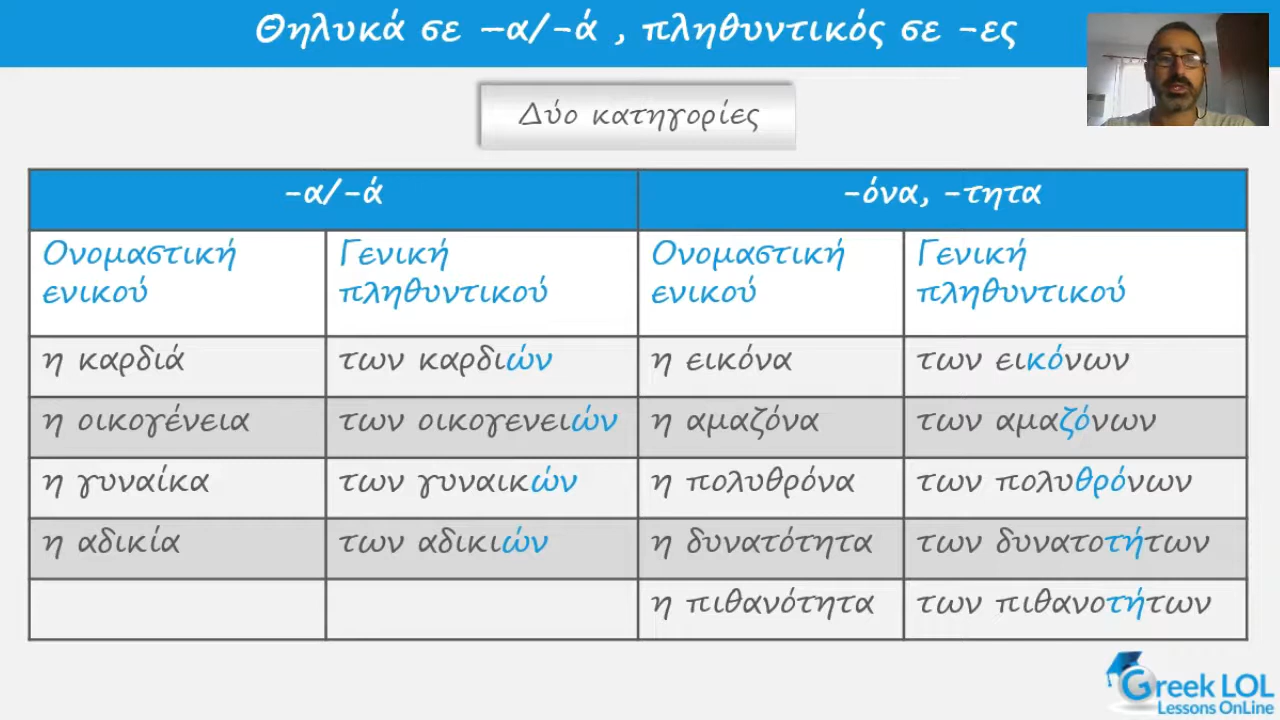 Θηλυκά σε –α/-ά , πληθυντικός σε -ες
Δύο κατηγορίες
-α/-ά
-όνα, -τητα
Ονομαστική ενικού
Γενική πληθυντικού
Ονομαστική ενικού
Γενική πληθυντικού
η καρδιά
των καρδιών
η εικόνα
των εικόνων
η οικογένεια
των οικογενειών
η αμαζόνα
των αμαζόνων
η γυναίκα
των γυναικών
η πολυθρόνα
των πολυθρόνων
η αδικία
των αδικιών
η δυνατότητα
των δυνατοτήτων
η πιθανότητα
των πιθανοτήτων
Greek LOL
Lessons OnLine